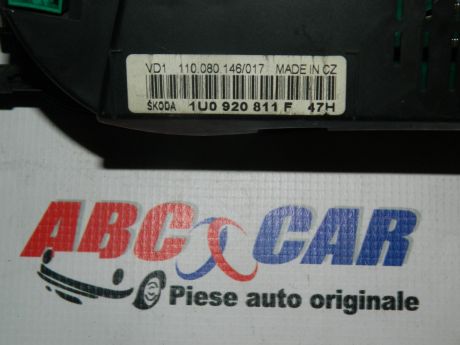 VD1 110.080 146/017 MADE IN CZ
ŠKODA 1U0 920 811 F 47H
ABC CAR
Piese auto originale